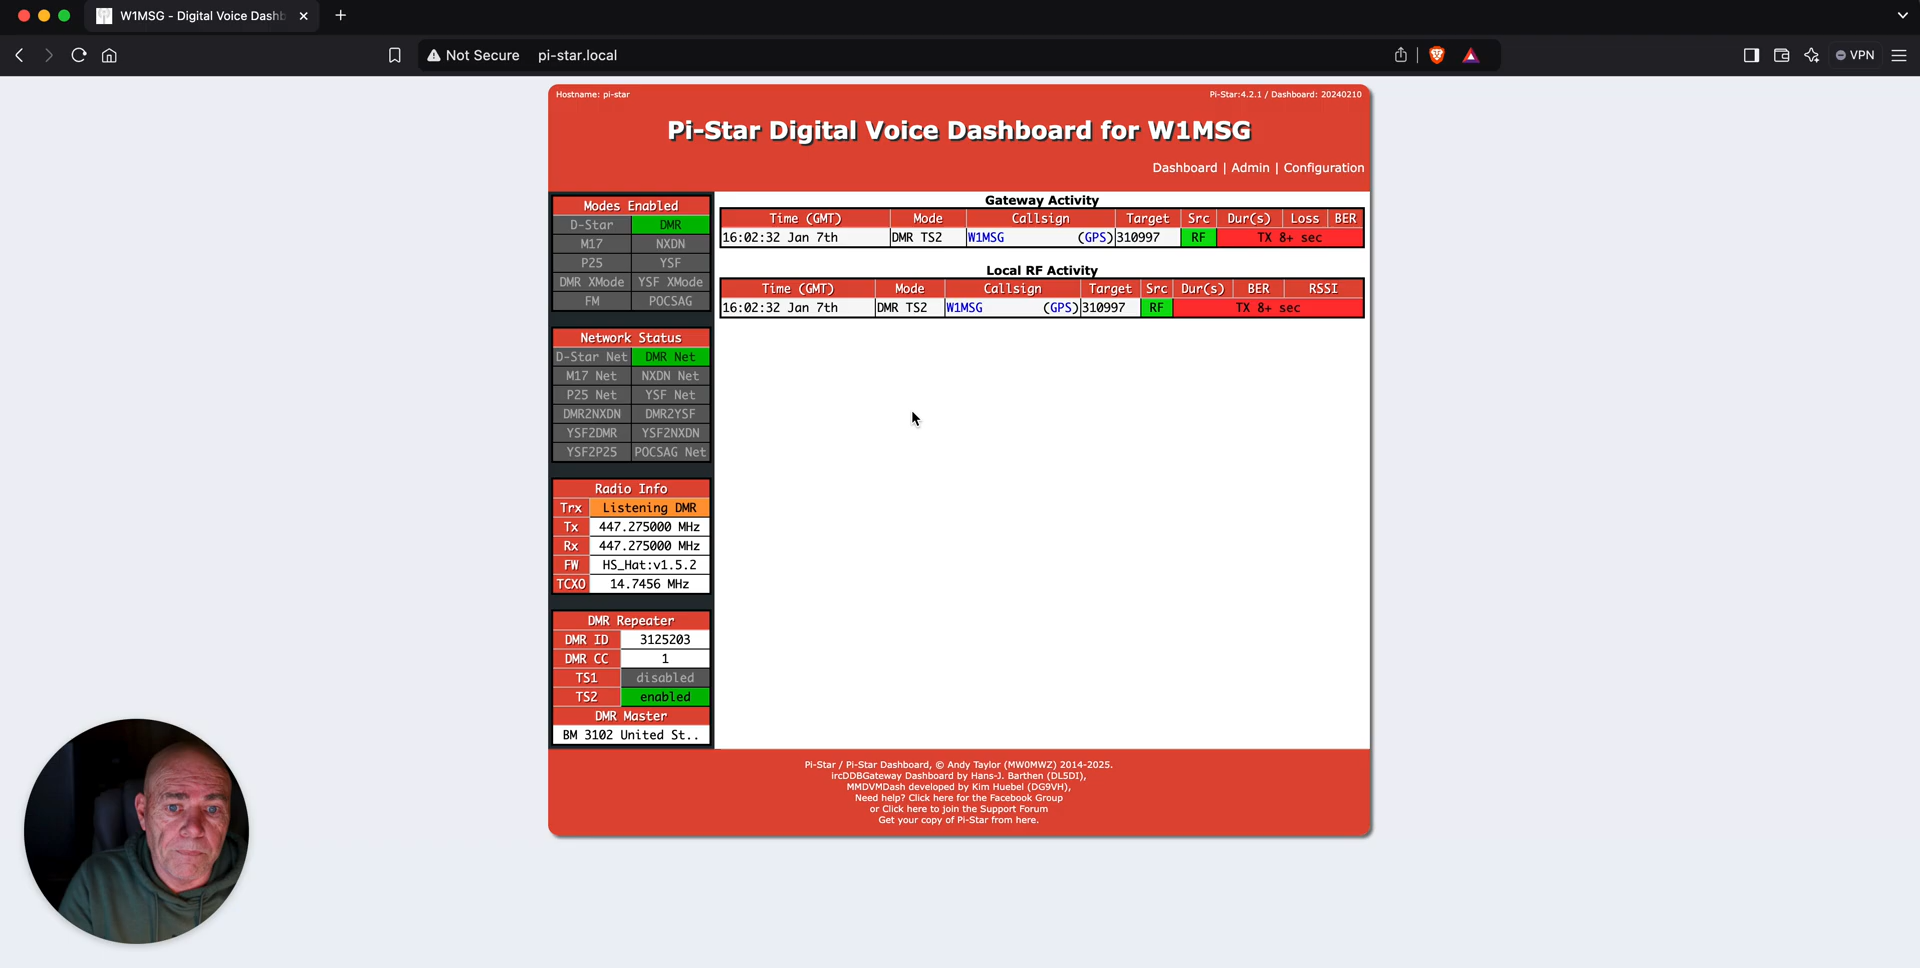 W1MSG - Digital Voice Dashb
Not Secure pi-star.local
VPN
Hostname: pi-star
Pi-Star:4.2.1 / Dashboard: 20240210
Pi-Star Digital Voice Dashboard for W1MSG
Dashboard | Admin | Configuration
Modes Enabled
D-Star DMR
M17 NXDN
P25 YSF
DMR XMode YSF XMode
FM POCSAG
Network Status
D-Star Net DMR Net
M17 Net NXDN Net
P25 Net YSF Net
DMR2NXDN DMR2YSF
YSF2DMR YSF2NXDN
YSF2P25 POCSAG Net
Radio Info
Trx Listening DMR
Tx 447.275000 MHz
Rx 447.275000 MHz
FW HS_Hat:v1.5.2
TCXO 14.7456 MHz
DMR Repeater
DMR ID 3125203
DMR CC 1
TS1 disabled
TS2 enabled
DMR Master
BM 3102 United St..
Gateway Activity
Time (GMT) Mode Callsign Target Src Dur(s) Loss BER
16:02:32 Jan 7th DMR TS2 W1MSG (GPS) 310997 RF TX 8+ sec
Local RF Activity
Time (GMT) Mode Callsign Target Src Dur(s) BER RSSI
16:02:32 Jan 7th DMR TS2 W1MSG (GPS) 310997 RF TX 8+ sec
Pi-Star / Pi-Star Dashboard, © Andy Taylor (MW0MWZ) 2014-2025.
ircDDBGateway Dashboard by Hans-J. Barthen (DL5DI),
MMDVMDash developed by Kim Huebel (DG9VH),
Need help? Click here for the Facebook Group
or Click here to join the Support Forum
Get your copy of Pi-Star from here.